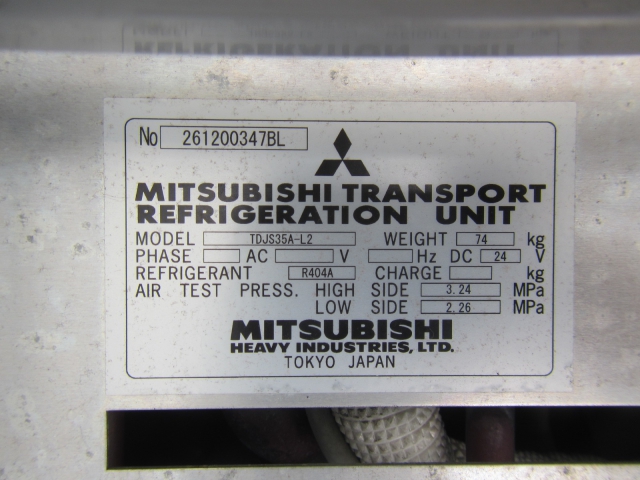 No 261200347BL
MITSUBISHI TRANSPORT
REFRIGERATION UNIT
MODEL TDJS35A-L2 WEIGHT 74 kg
PHASE AC V Hz DC 24 V
REFRIGERANT R404A CHARGE kg
AIR TEST PRESS. HIGH SIDE 3.24 MPa
LOW SIDE 2.26 MPa
MITSUBISHI
HEAVY INDUSTRIES, LTD.
TOKYO JAPAN